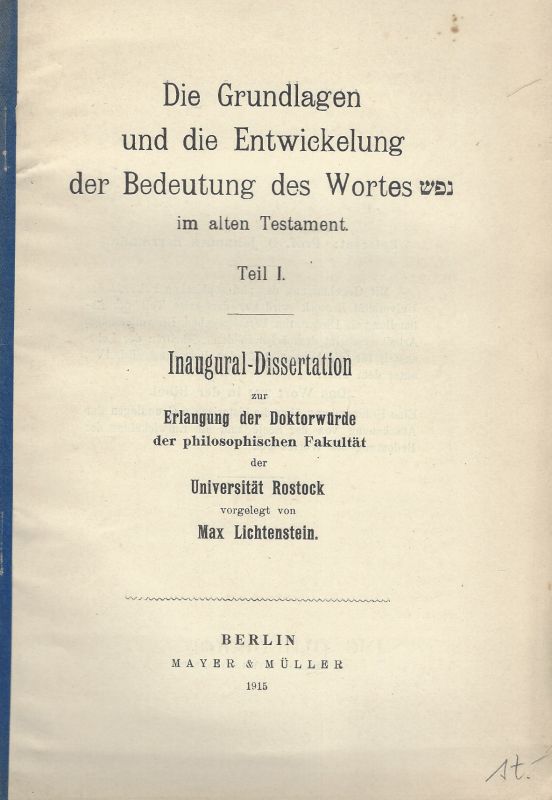 Die Grundlagen
und die Entwickelung
der Bedeutung des Wortes נפש
im alten Testament.
Teil I.
Inaugural-Dissertation
zur
Erlangung der Doktorwürde
der philosophischen Fakultät
der
Universität Rostock
vorgelegt von
Max Lichtenstein.
BERLIN
MAYER & MÜLLER
1915